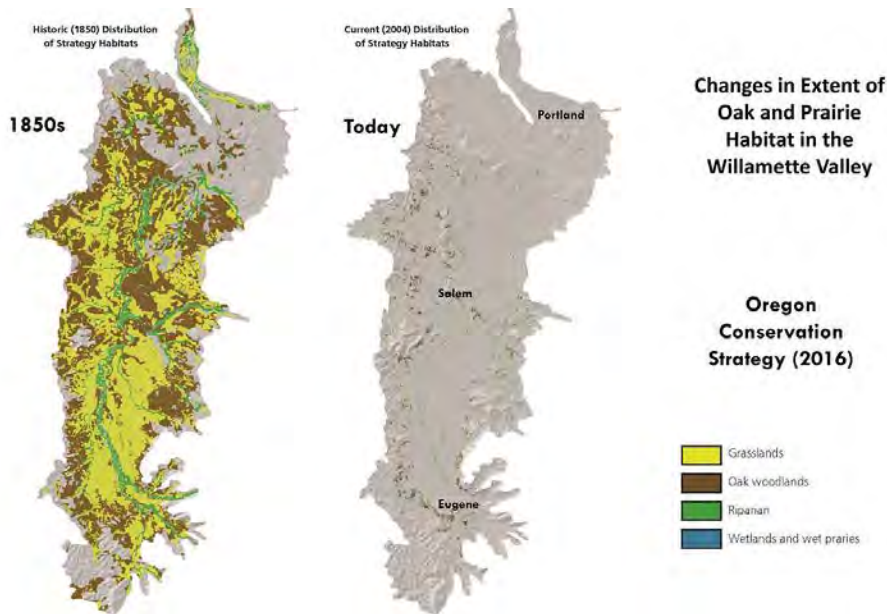 Historic (1850) Distribution
of Strategy Habitats
1850s
Current (2004) Distribution
of Strategy Habitats
Today
Portland
Salem
Eugene
Changes in Extent of
Oak and Prairie
Habitat in the
Willamette Valley
Oregon
Conservation
Strategy (2016)
Grasslands
Oak woodlands
Riparian
Wetlands and wet praries